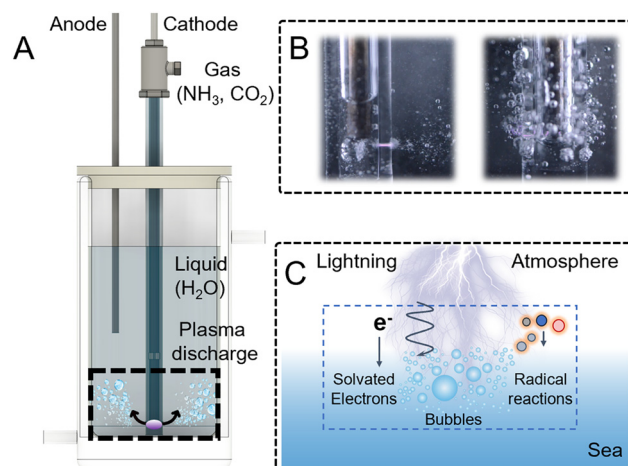 Anode
Cathode
A
Gas
(NH₃, CO₂)
Liquid
(H₂O)
Plasma
discharge
B
C
Lightning
Atmosphere
e⁻
Solvated
Electrons
Bubbles
Radical
reactions
Sea